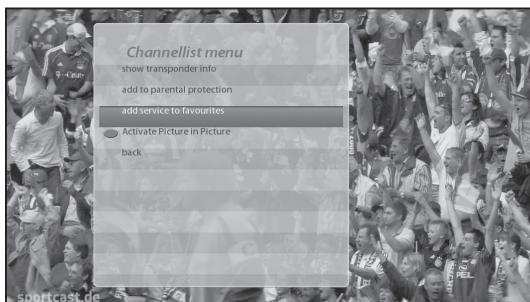 Channellist menu
show transponder info
add to parental protection
add service to favourites
Activate Picture in Picture
back
sportcast.de